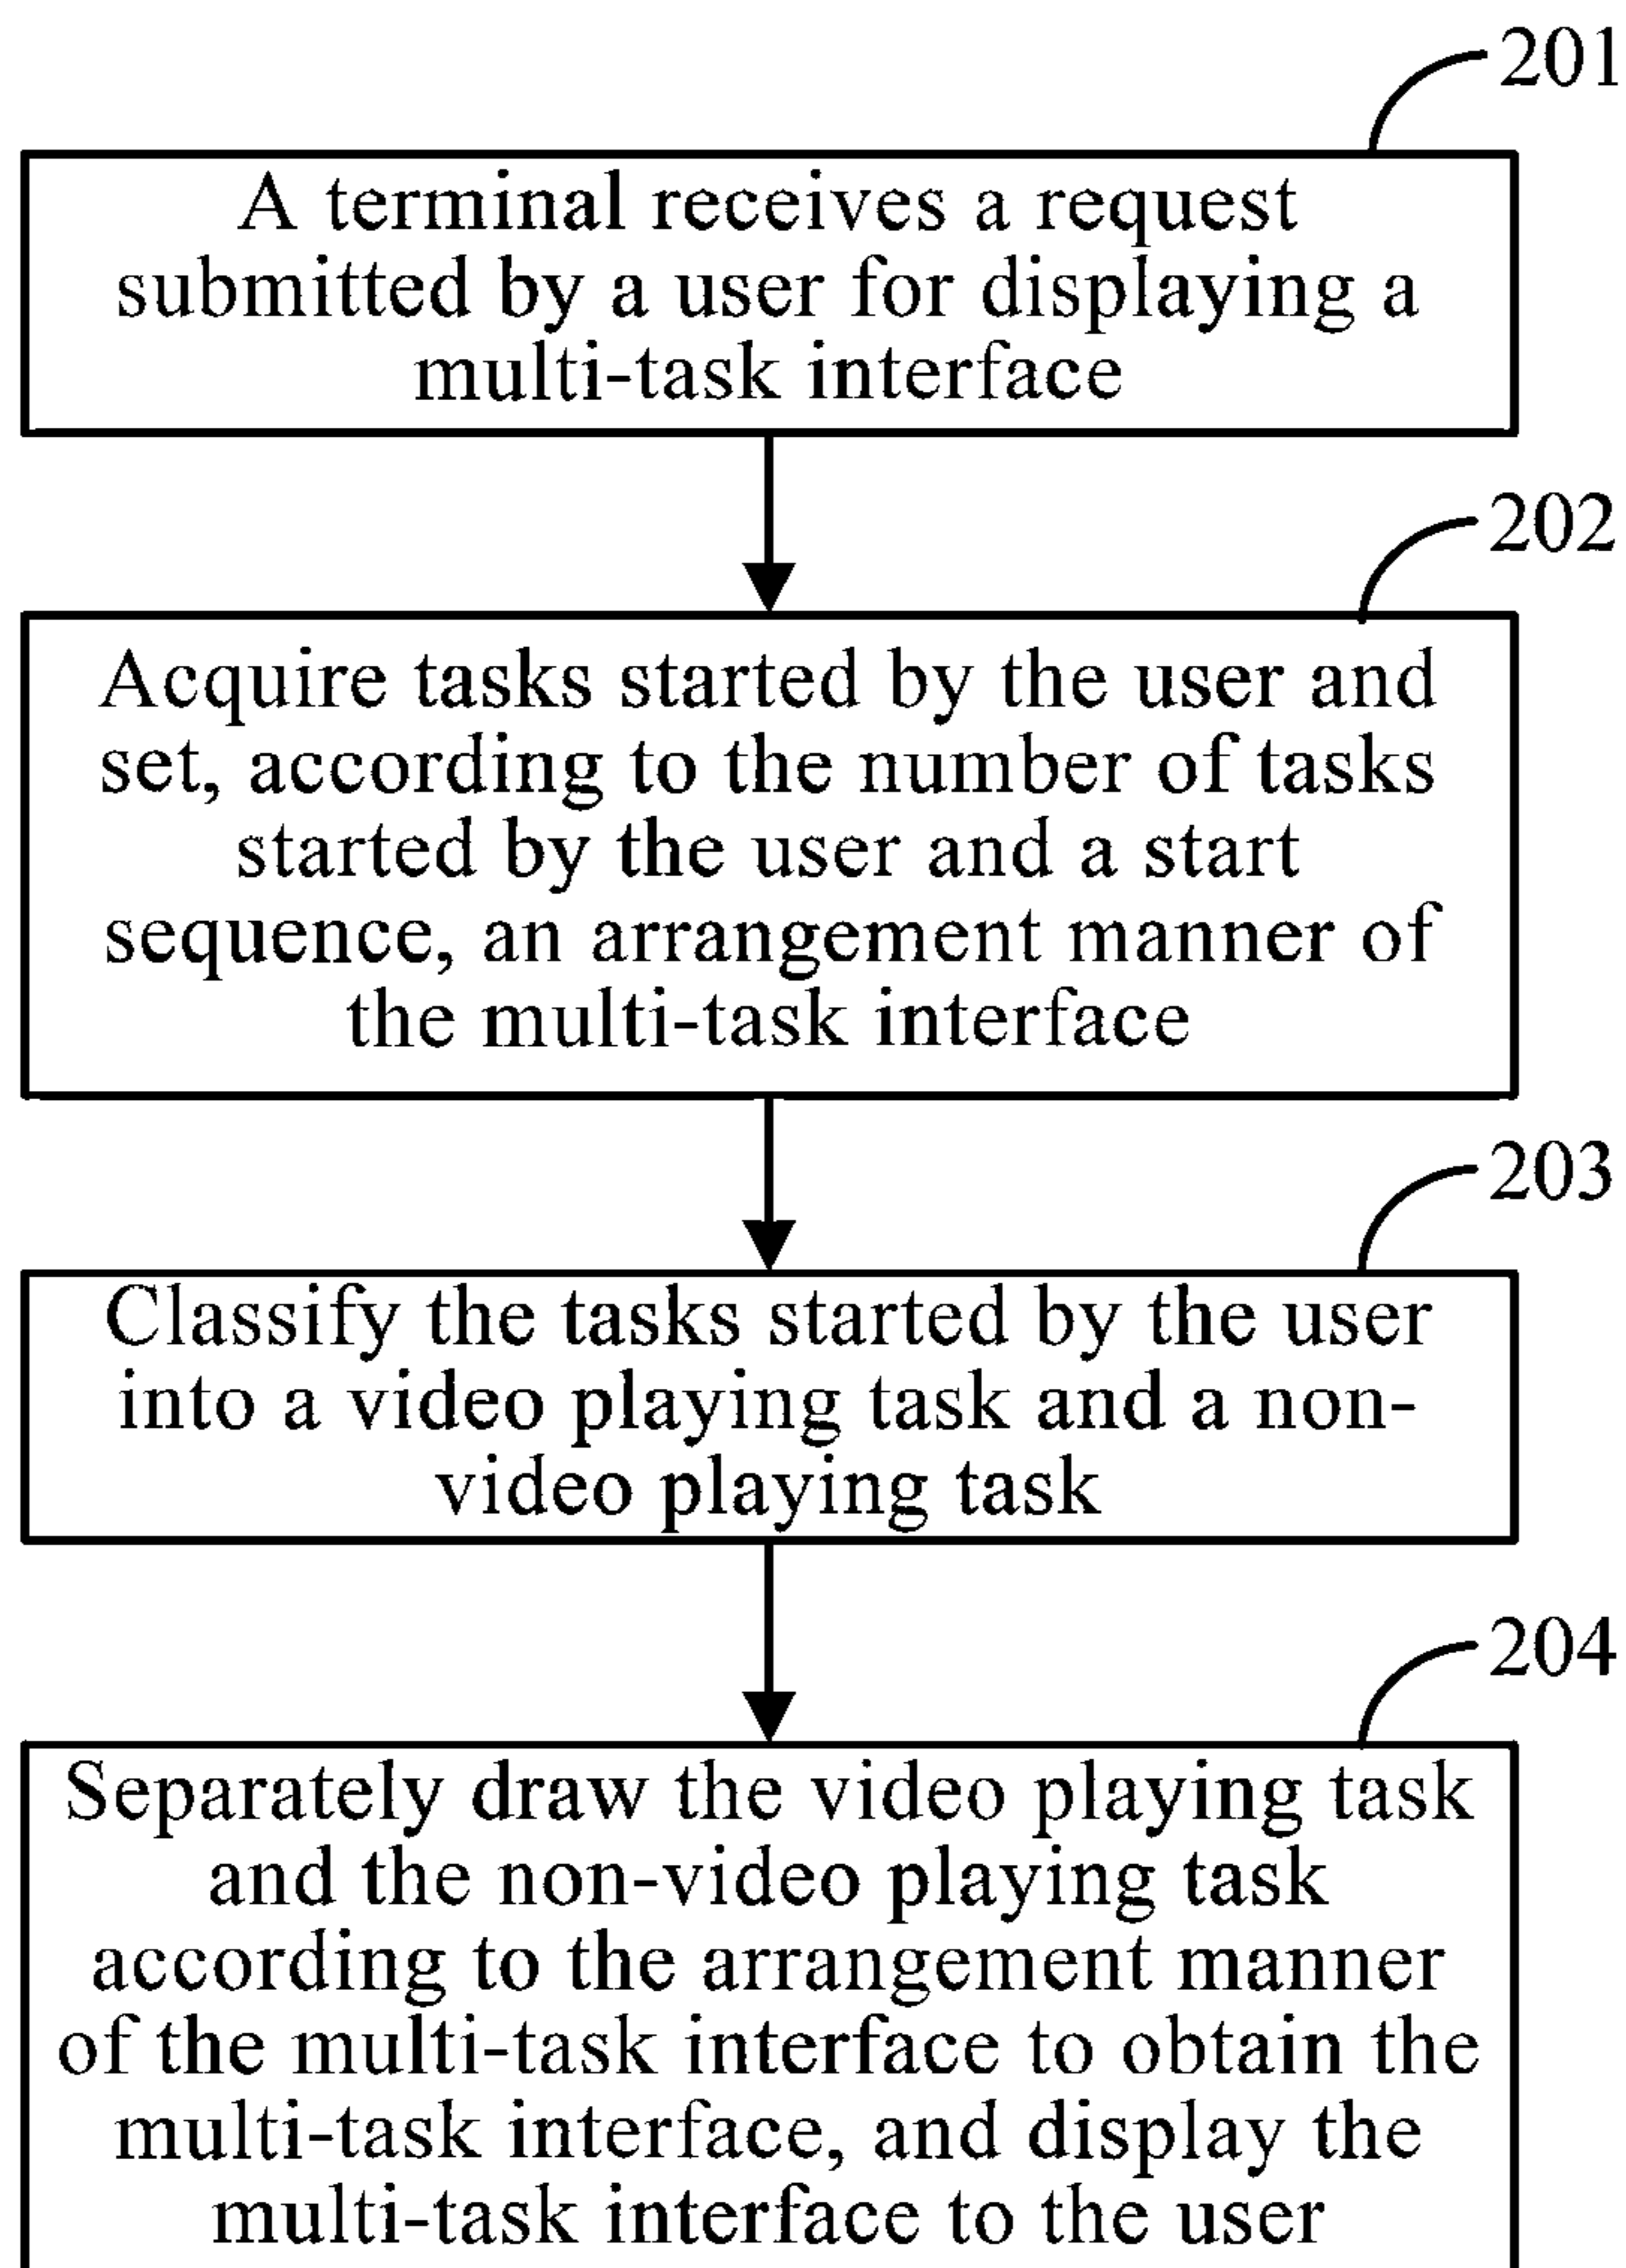 201
A terminal receives a request
submitted by a user for displaying a
multi-task interface
202
Acquire tasks started by the user and
set, according to the number of tasks
started by the user and a start
sequence, an arrangement manner of
the multi-task interface
203
Classify the tasks started by the user
into a video playing task and a non-
video playing task
204
Separately draw the video playing task
and the non-video playing task
according to the arrangement manner
of the multi-task interface to obtain the
multi-task interface, and display the
multi-task interface to the user